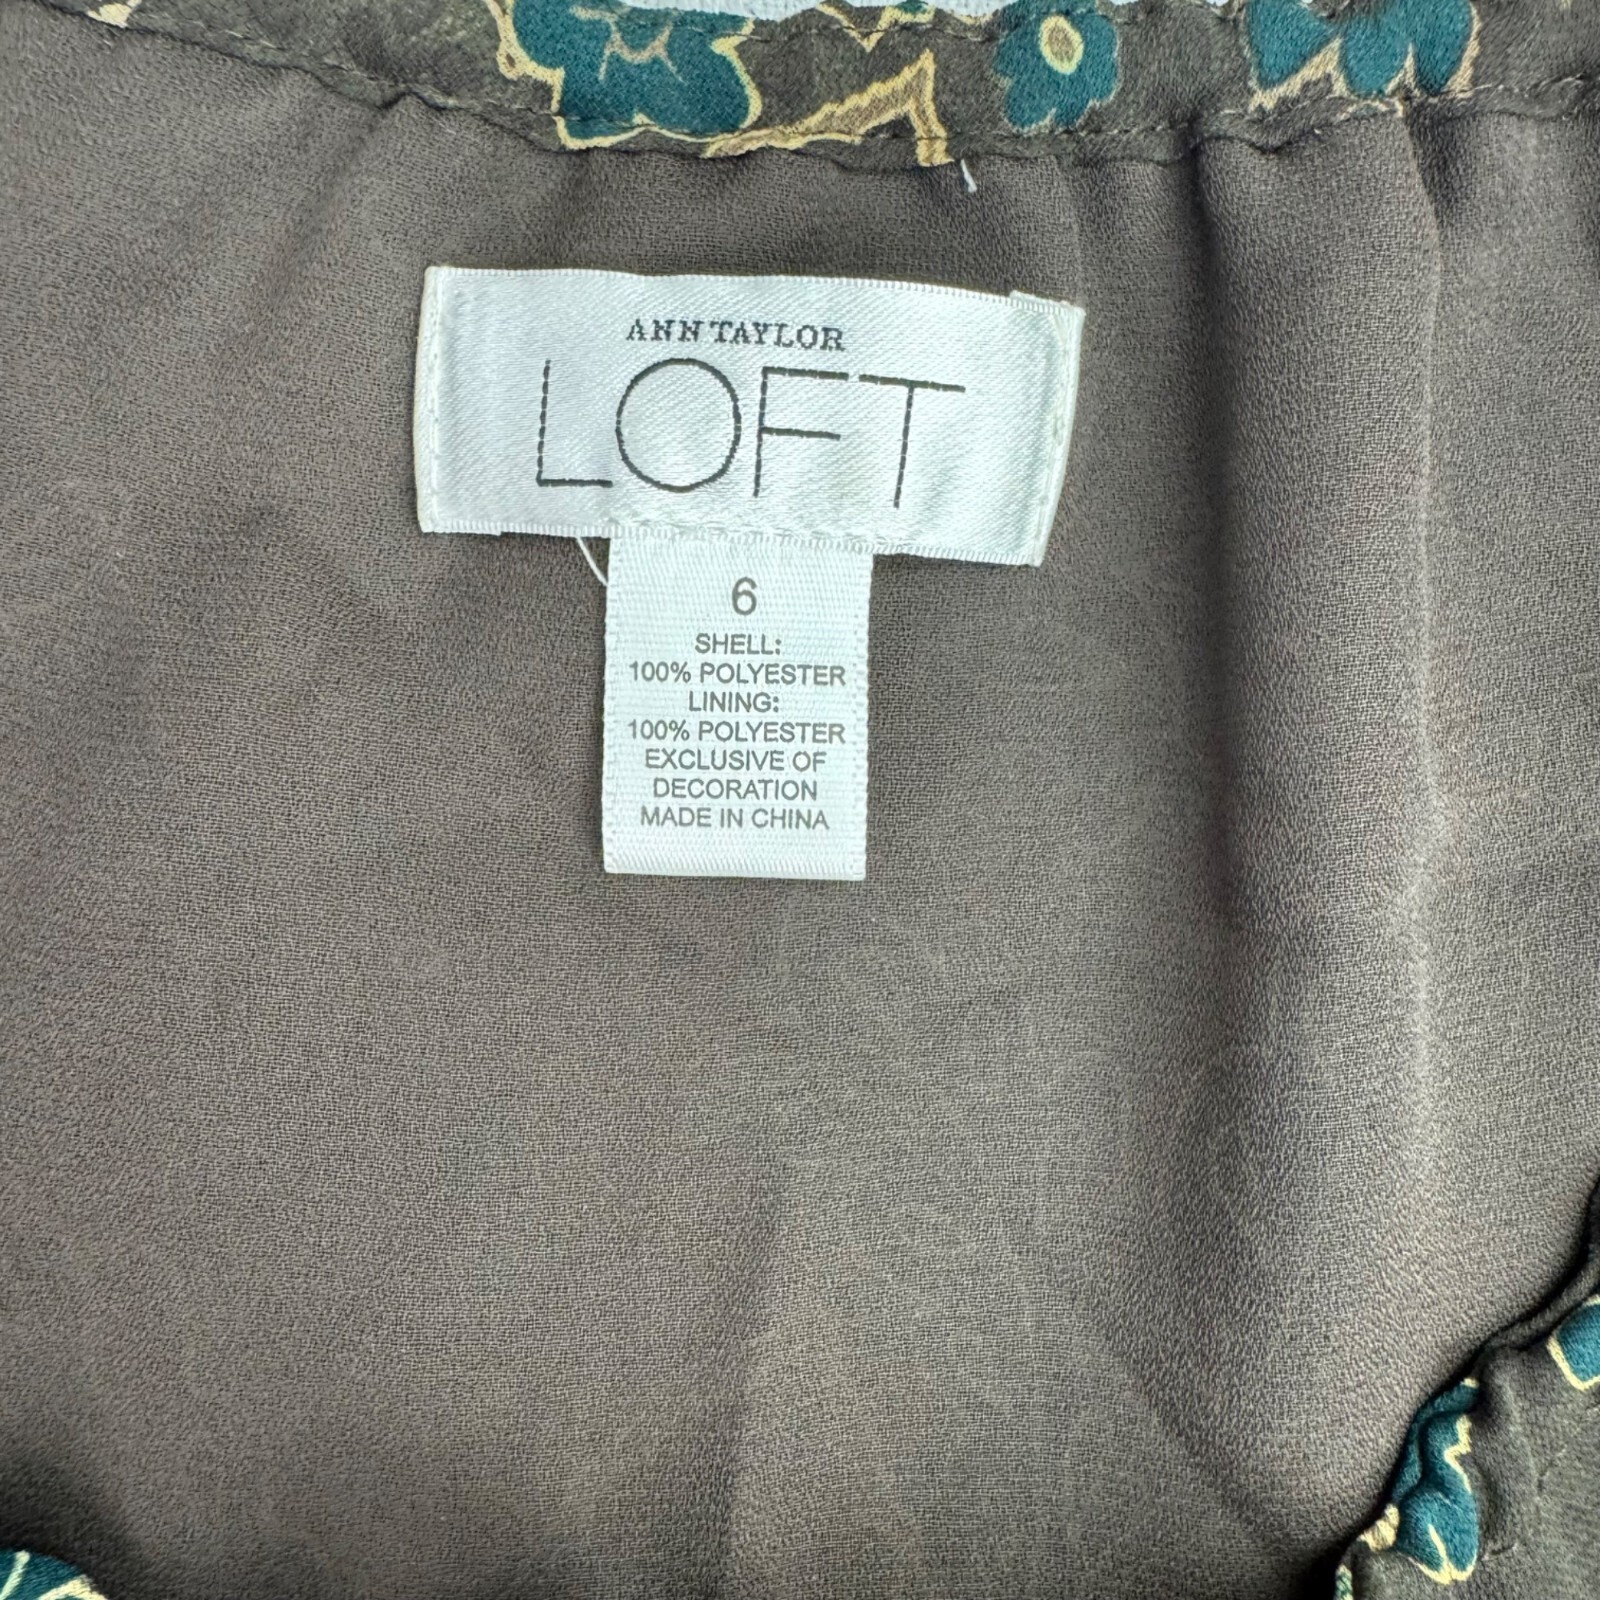 ANN TAYLOR
LOFT
6
SHELL:
100% POLYESTER
LINING:
100% POLYESTER
EXCLUSIVE OF
DECORATION
MADE IN CHINA